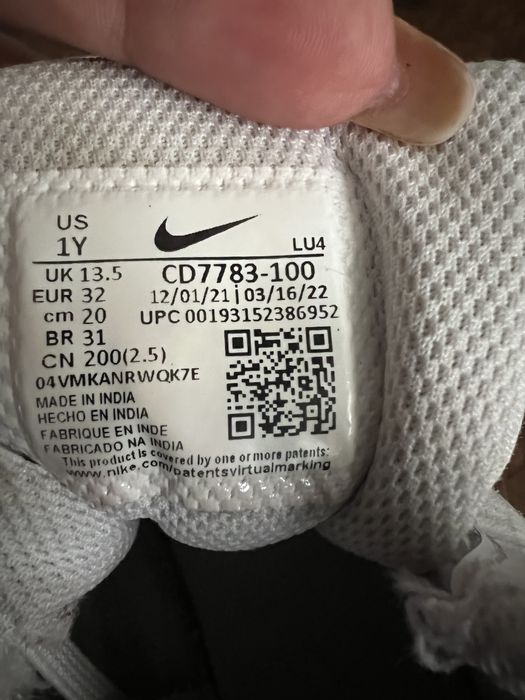 US
1Y
LU4
UK 13.5 CD7783-100
EUR 32 12/01/21 | 03/16/22
cm 20 UPC 00193152386952
BR 31
CN 200(2.5)
04VMKANRWQK7E
MADE IN INDIA
HECHO EN INDIA
FABRIQUE EN INDE
FABRICADO NA INDIA
This product is covered by one or more patents:
www.nike.com/patentsvirtualmarking